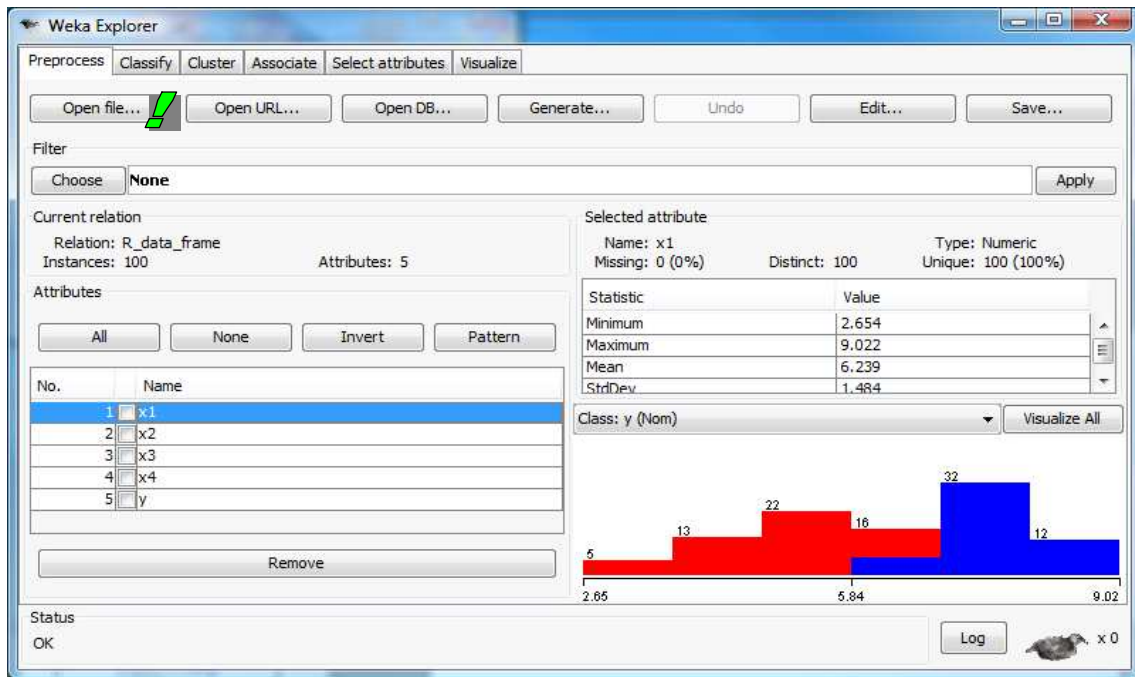 Weka Explorer
Preprocess Classify Cluster Associate Select attributes Visualize
Open file... Open URL... Open DB... Generate... Undo Edit... Save...
Filter
Choose None Apply
Current relation
Relation: R_data_frame
Instances: 100 Attributes: 5
Selected attribute
Name: x1 Type: Numeric
Missing: 0 (0%) Distinct: 100 Unique: 100 (100%)
Attributes
All None Invert Pattern
No. Name
1 x1
2 x2
3 x3
4 x4
5 y
Remove
Statistic Value
Minimum 2.654
Maximum 9.022
Mean 6.239
StdDev 1.484
Class: y (Nom) Visualize All
5 13 22 16 32 12
2.65 5.84 9.02
Status
OK
Log x 0